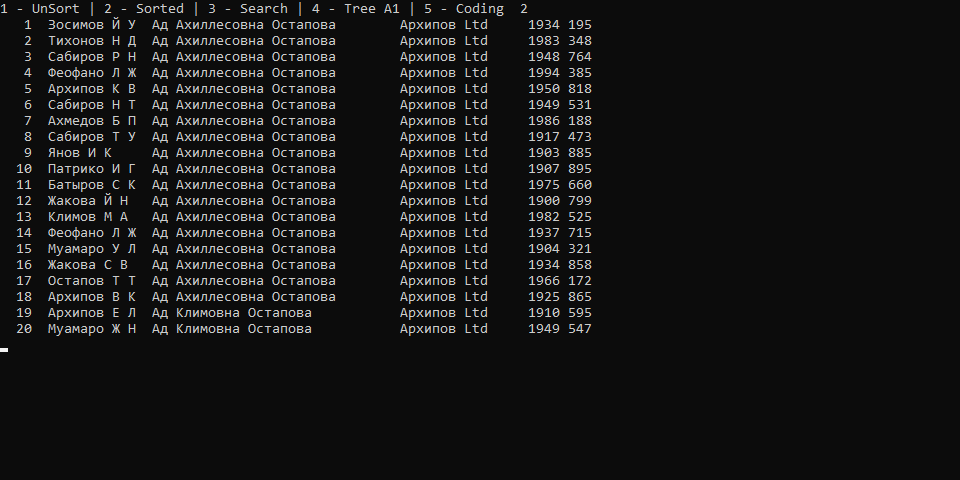 1 - UnSort | 2 - Sorted | 3 - Search | 4 - Tree A1 | 5 - Coding  2
1  Зосимов Й У  Ад Ахиллесовна Остапова        Архипов Ltd     1934 195
2  Тихонов Н Д  Ад Ахиллесовна Остапова        Архипов Ltd     1983 348
3  Сабиров Р Н  Ад Ахиллесовна Остапова        Архипов Ltd     1948 764
4  Феофано Л Ж  Ад Ахиллесовна Остапова        Архипов Ltd     1994 385
5  Архипов К В  Ад Ахиллесовна Остапова        Архипов Ltd     1950 818
6  Сабиров Н Т  Ад Ахиллесовна Остапова        Архипов Ltd     1949 531
7  Ахмедов Б П  Ад Ахиллесовна Остапова        Архипов Ltd     1986 188
8  Сабиров Т У  Ад Ахиллесовна Остапова        Архипов Ltd     1917 473
9  Янов И К     Ад Ахиллесовна Остапова        Архипов Ltd     1903 885
10  Патрико И Г  Ад Ахиллесовна Остапова        Архипов Ltd     1907 895
11  Батыров С К  Ад Ахиллесовна Остапова        Архипов Ltd     1975 660
12  Жакова Й Н   Ад Ахиллесовна Остапова        Архипов Ltd     1900 799
13  Климов М А   Ад Ахиллесовна Остапова        Архипов Ltd     1982 525
14  Феофано Л Ж  Ад Ахиллесовна Остапова        Архипов Ltd     1937 715
15  Муамаро У Л  Ад Ахиллесовна Остапова        Архипов Ltd     1904 321
16  Жакова С В   Ад Ахиллесовна Остапова        Архипов Ltd     1934 858
17  Остапов Т Т  Ад Ахиллесовна Остапова        Архипов Ltd     1966 172
18  Архипов В К  Ад Ахиллесовна Остапова        Архипов Ltd     1925 865
19  Архипов Е Л  Ад Климовна Остапова           Архипов Ltd     1910 595
20  Муамаро Ж Н  Ад Климовна Остапова           Архипов Ltd     1949 547